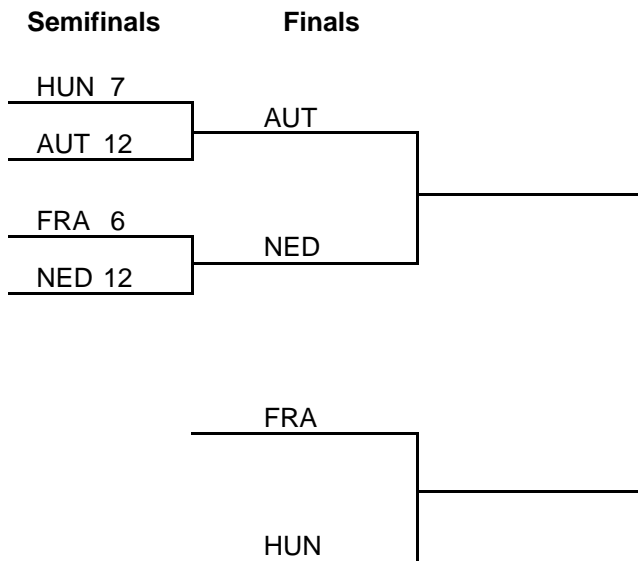 Semifinals Finals
HUN 7
AUT
AUT 12
FRA 6
NED
NED 12
FRA
HUN